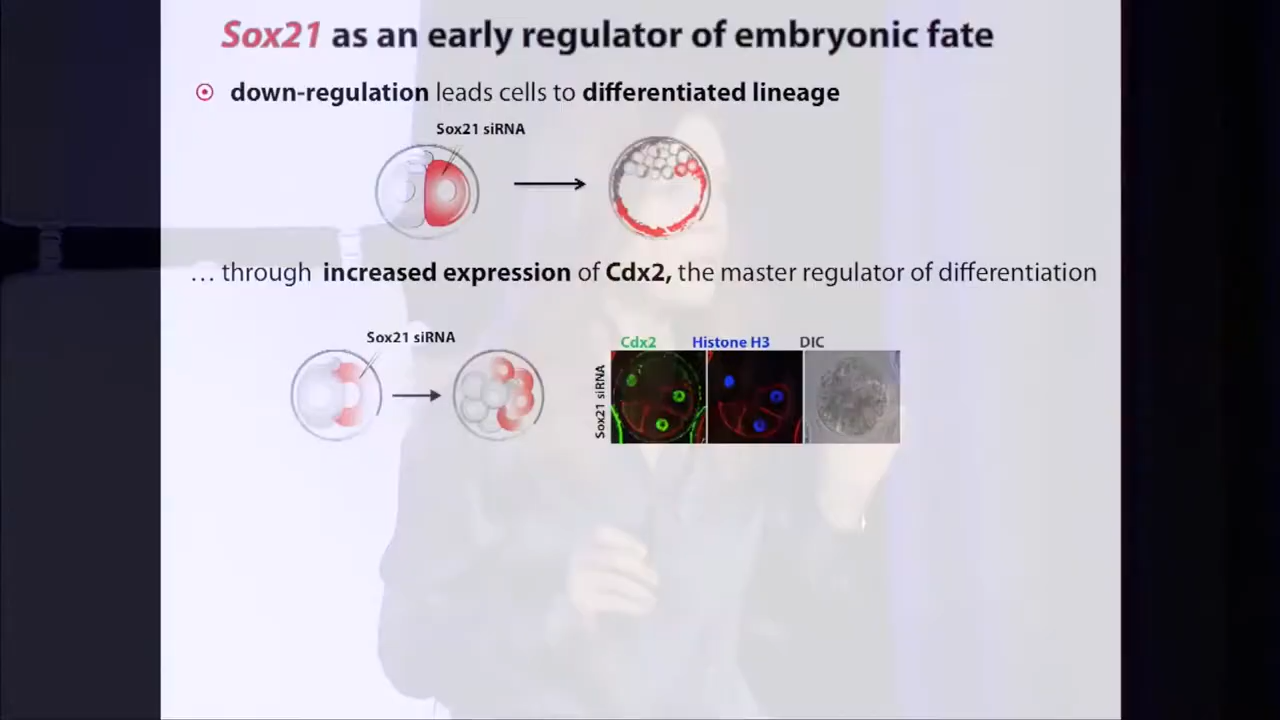 Sox21 as an early regulator of embryonic fate
down-regulation leads cells to differentiated lineage
Sox21 siRNA
… through increased expression of Cdx2, the master regulator of differentiation
Sox21 siRNA
Cdx2 Histone H3 DIC
Sox21 siRNA